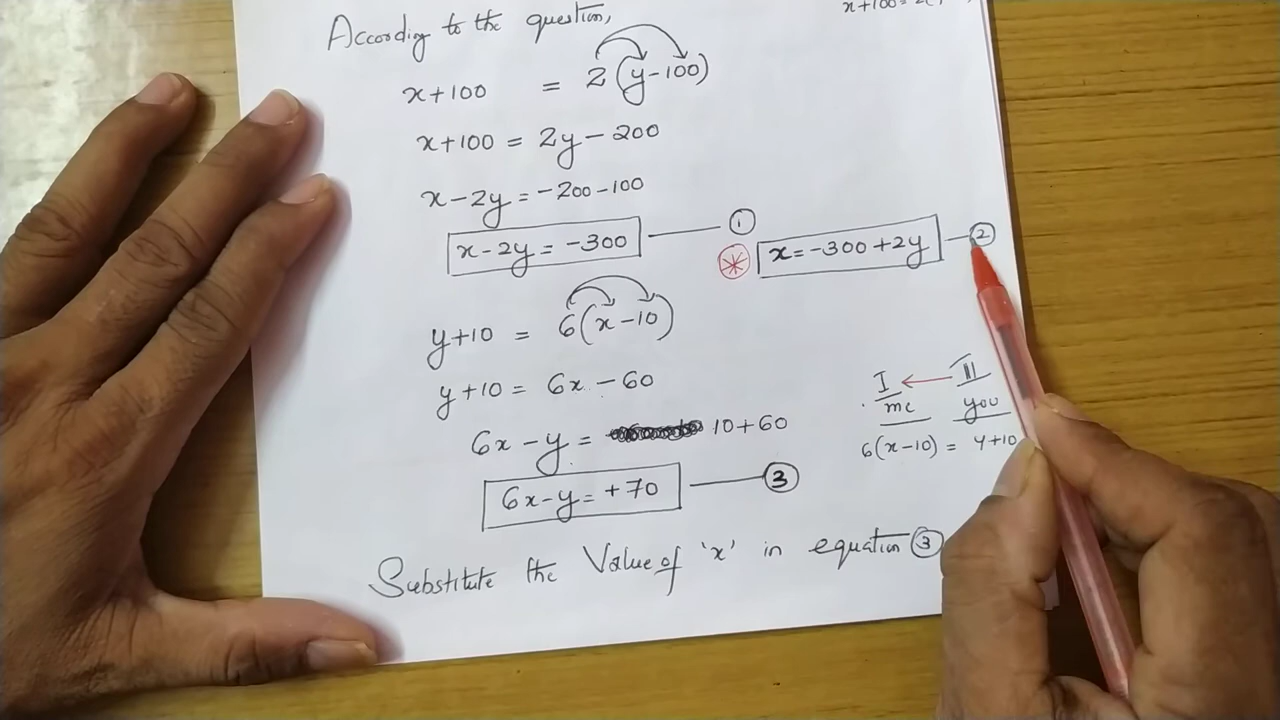 x+100 = 2(
According to the question,
x+100 = 2(y-100)
x+100 = 2y-200
x-2y = -200-100
x-2y = -300 ①
* x = -300+2y ②
y+10 = 6(x-10)
y+10 = 6x-60
I ← II
me you
6x-y = 10+60
6(x-10) = y+10
6x-y = +70 ③
Substitute the Value of 'x' in equation ③